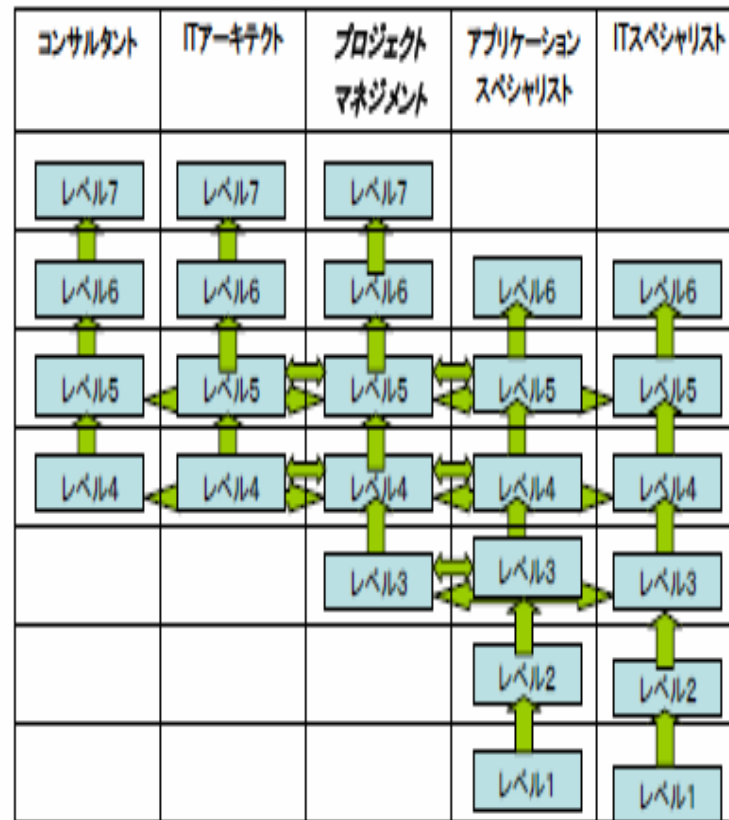 コンサルタント
ITアーキテクト
プロジェクト
マネジメント
アプリケーション
スペシャリスト
ITスペシャリスト
レベル7
レベル7
レベル7
レベル6
レベル6
レベル6
レベル6
レベル6
レベル5
レベル5
レベル5
レベル5
レベル5
レベル4
レベル4
レベル4
レベル4
レベル4
レベル3
レベル3
レベル3
レベル2
レベル2
レベル1
レベル1